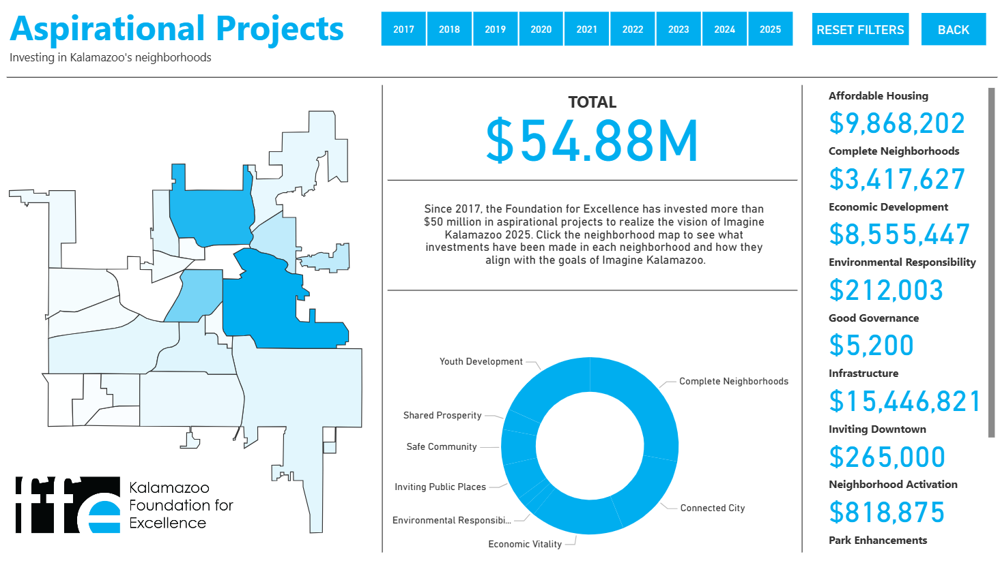 Aspirational Projects
Investing in Kalamazoo's neighborhoods
2017
2018
2019
2020
2021
2022
2023
2024
2025
RESET FILTERS
BACK
TOTAL
$54.88M
Since 2017, the Foundation for Excellence has invested more than
$50 million in aspirational projects to realize the vision of Imagine
Kalamazoo 2025. Click the neighborhood map to see what
investments have been made in each neighborhood and how they
align with the goals of Imagine Kalamazoo.
Youth Development
Complete Neighborhoods
Shared Prosperity
Safe Community
Inviting Public Places
Connected City
Environmental Responsibi...
Economic Vitality
Affordable Housing
$9,868,202
Complete Neighborhoods
$3,417,627
Economic Development
$8,555,447
Environmental Responsibility
$212,003
Good Governance
$5,200
Infrastructure
$15,446,821
Inviting Downtown
$265,000
Neighborhood Activation
$818,875
Park Enhancements
ffe
Kalamazoo
Foundation for
Excellence